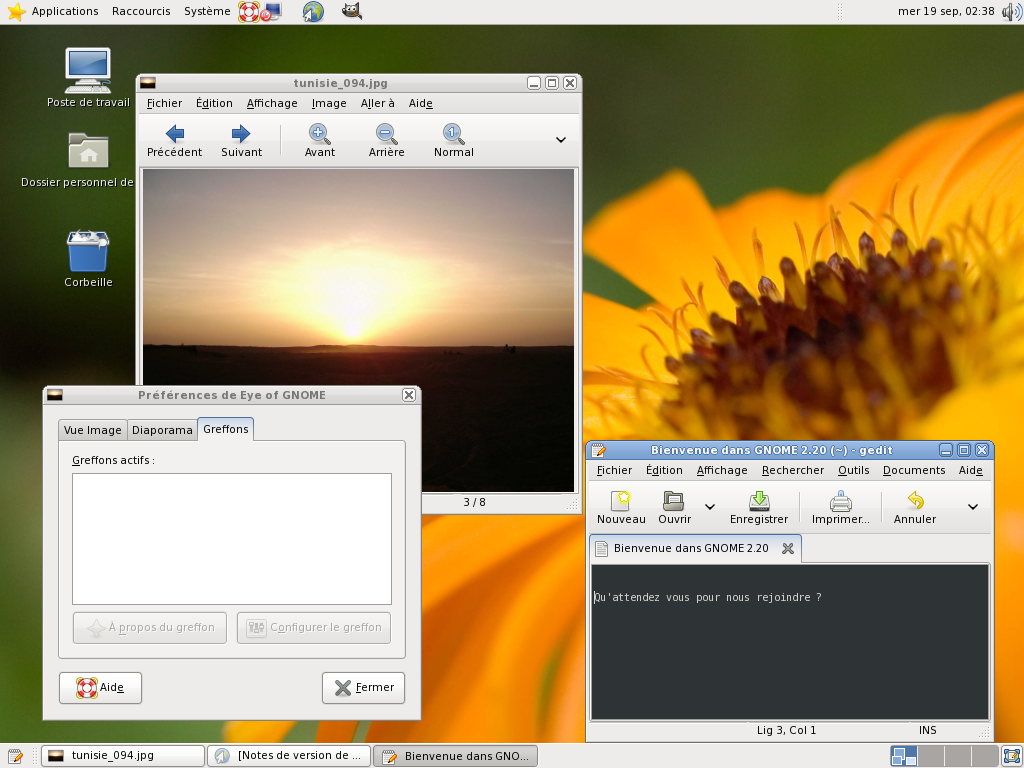 Applications Raccourcis Système mer 19 sep, 02:38
Poste de travail
Dossier personnel de
Corbeille
tunisie_094.jpg
Fichier Édition Affichage Image Aller à Aide
Précédent Suivant Avant Arrière Normal
1
3 / 8
Préférences de Eye of GNOME
Vue Image Diaporama Greffons
Greffons actifs :
À propos du greffon Configurer le greffon
Aide Fermer
Bienvenue dans GNOME 2.20 (~) - gedit
Fichier Édition Affichage Rechercher Outils Documents Aide
Nouveau Ouvrir Enregistrer Imprimer... Annuler
Bienvenue dans GNOME 2.20
Qu'attendez vous pour nous rejoindre ?
Lig 3, Col 1 INS
tunisie_094.jpg [Notes de version de ... Bienvenue dans GNO...